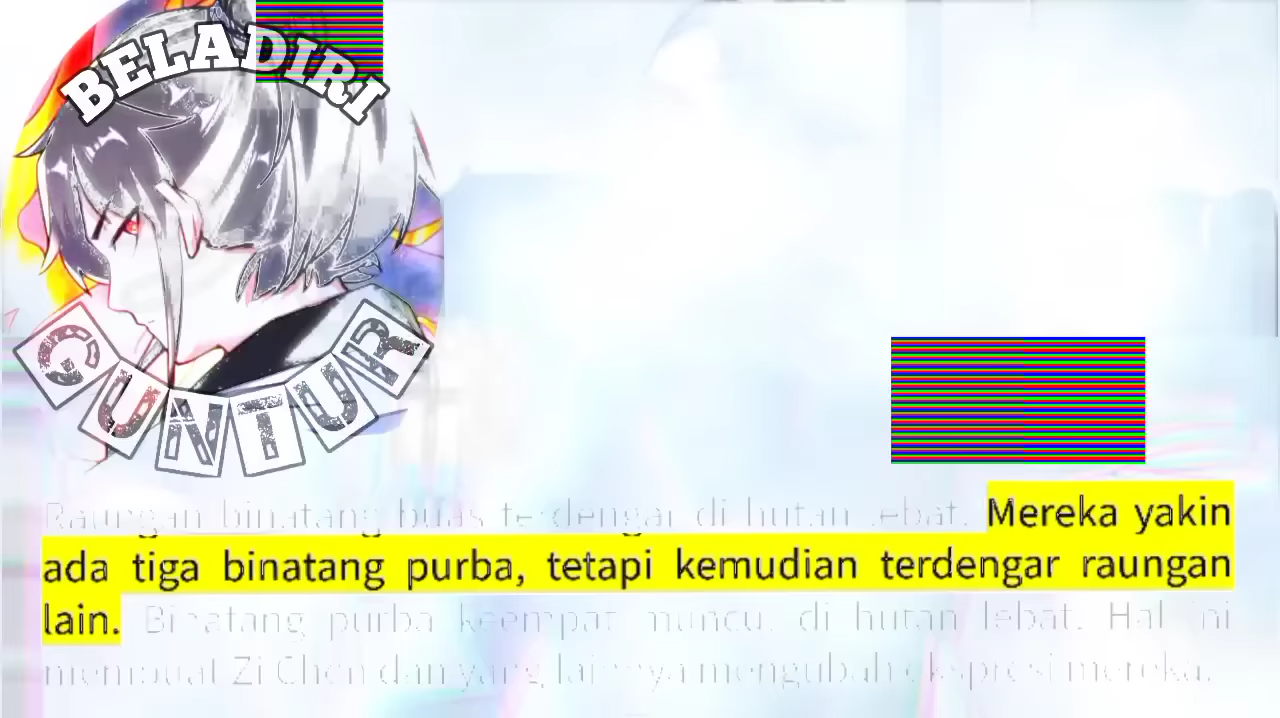 BELADIRI
GUNTUR
Raungan binatang buas terdengar di hutan lebat. Mereka yakin
ada tiga binatang purba, tetapi kemudian terdengar raungan
lain. Binatang purba keempat muncul di hutan lebat. Hal ini
membuat Zi Chen dan yang lainnya mengubah ekspresi mereka.